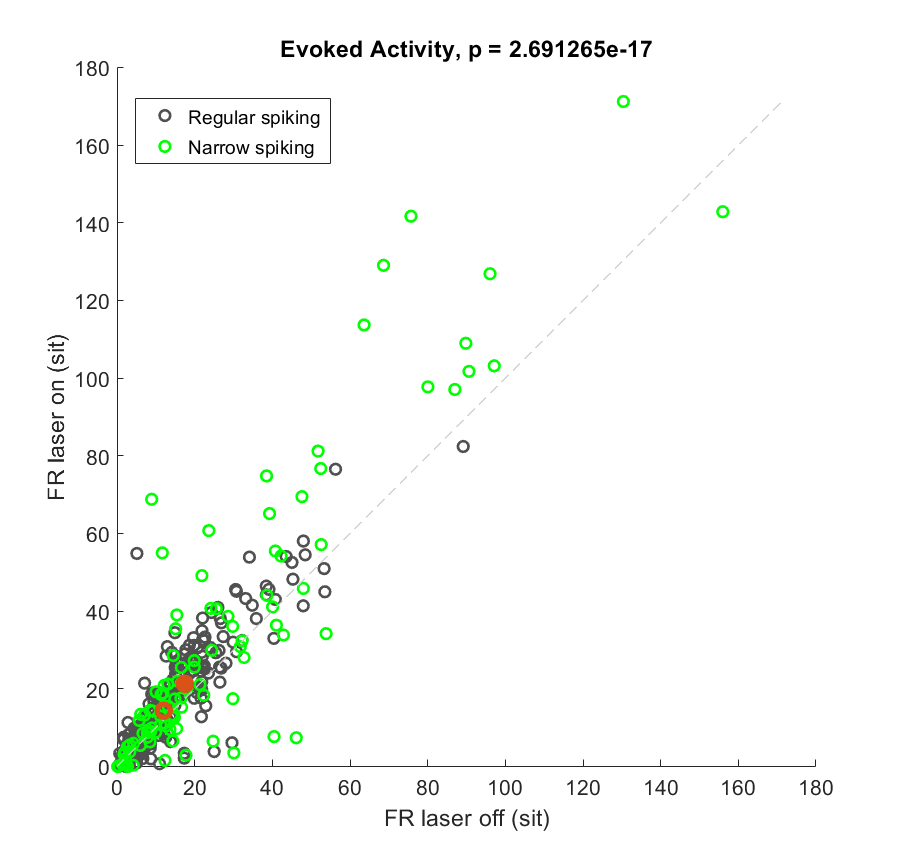 Evoked Activity, p = 2.691265e-17
180
160
140
120
100
80
60
40
20
0
Regular spiking
Narrow spiking
FR laser on (sit)
0 20 40 60 80 100 120 140 160 180
FR laser off (sit)